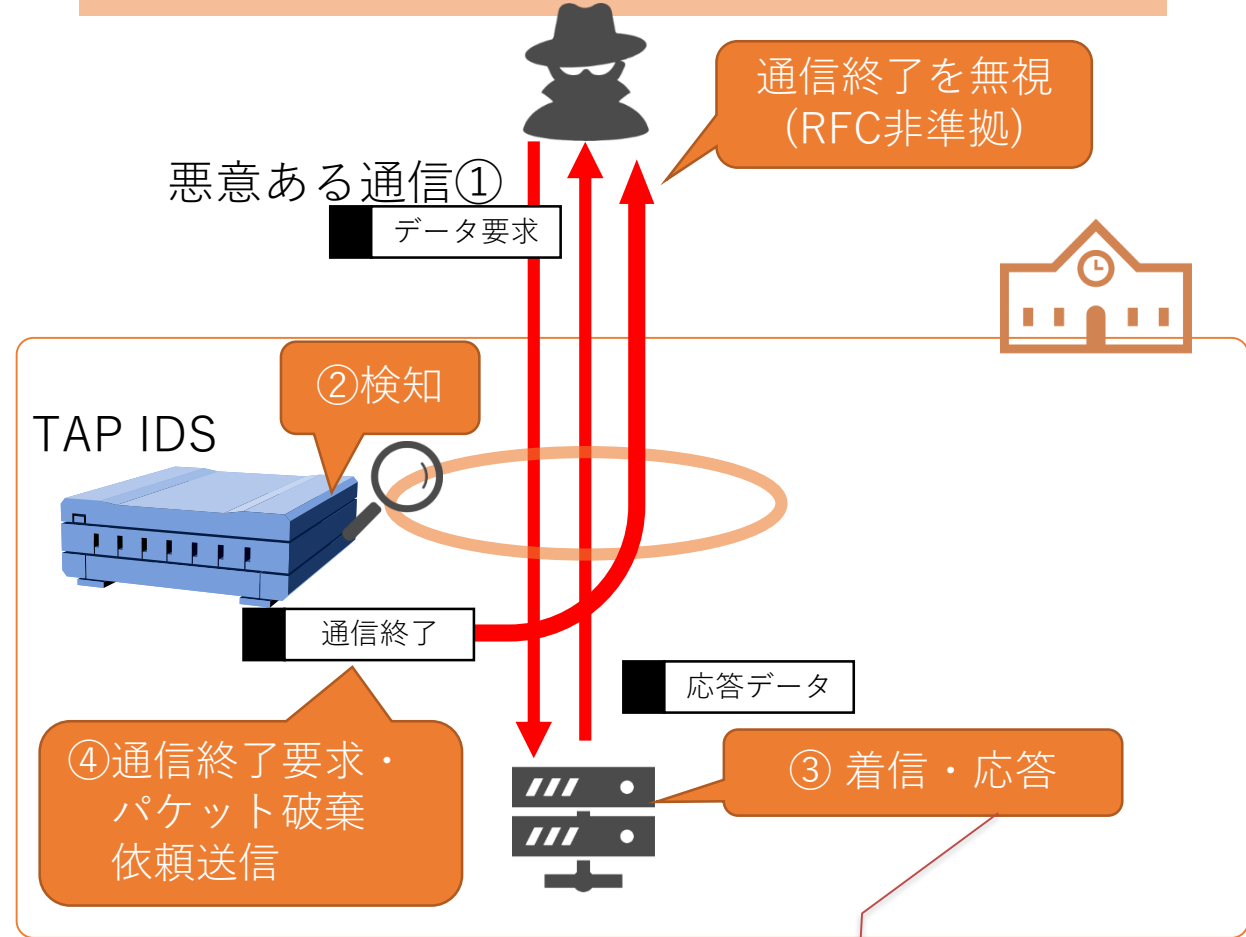 通信終了を無視
(RFC非準拠)
悪意ある通信①
データ要求
②検知
TAP IDS
通信終了
応答データ
④通信終了要求・
パケット破棄
依頼送信
③ 着信・応答